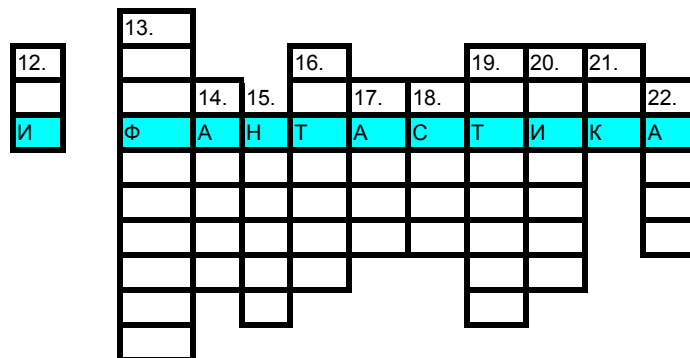 13.
12. 16. 19. 20. 21.
14. 15. 17. 18. 22.
И Ф А Н Т А С Т И К А